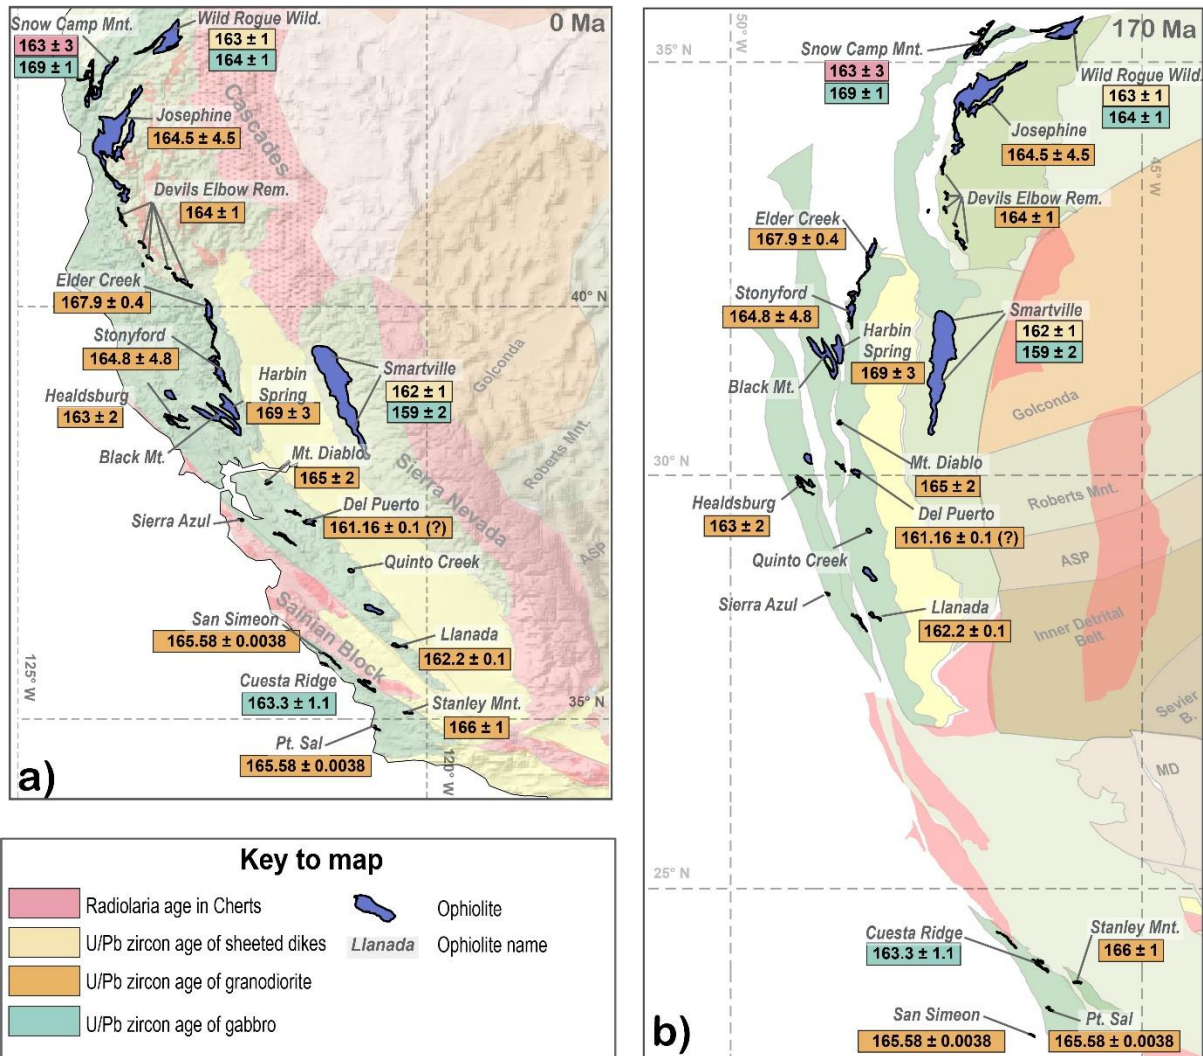 0 Ma
Snow Camp Mnt.
163 ± 3
169 ± 1
Wild Rogue Wild.
163 ± 1
164 ± 1
Cascades
Josephine
164.5 ± 4.5
Devils Elbow Rem.
164 ± 1
Elder Creek
167.9 ± 0.4
40° N
Stonyford
164.8 ± 4.8
Harbin
Spring
169 ± 3
Smartville
162 ± 1
159 ± 2
Golconda
Healdsburg
163 ± 2
Black Mt.
Mt. Diablo
165 ± 2
Sierra Nevada
Roberts Mnt.
Sierra Azul
Del Puerto
161.16 ± 0.1 (?)
ASP
Quinto Creek
Salinian Block
San Simeon
165.58 ± 0.0038
Llanada
162.2 ± 0.1
125° W
Cuesta Ridge
163.3 ± 1.1
35° N
Stanley Mnt.
166 ± 1
Pt. Sal
165.58 ± 0.0038
120° W
a)
Key to map
Radiolaria age in Cherts
U/Pb zircon age of sheeted dikes
U/Pb zircon age of granodiorite
U/Pb zircon age of gabbro
Ophiolite
Llanada
Ophiolite name
50° W
170 Ma
35° N
Snow Camp Mnt.
163 ± 3
169 ± 1
Wild Rogue Wild.
163 ± 1
164 ± 1
Josephine
164.5 ± 4.5
45° W
Devils Elbow Rem.
164 ± 1
Elder Creek
167.9 ± 0.4
Stonyford
164.8 ± 4.8
Harbin
Spring
169 ± 3
Smartville
162 ± 1
159 ± 2
Black Mt.
Golconda
30° N
Mt. Diablo
165 ± 2
Roberts Mnt.
Healdsburg
163 ± 2
Del Puerto
161.16 ± 0.1 (?)
Quinto Creek
ASP
Sierra Azul
Llanada
162.2 ± 0.1
Inner Detrital
Belt
Sevier
B.
MD
25° N
Cuesta Ridge
163.3 ± 1.1
Stanley Mnt.
166 ± 1
San Simeon
165.58 ± 0.0038
Pt. Sal
165.58 ± 0.0038
b)